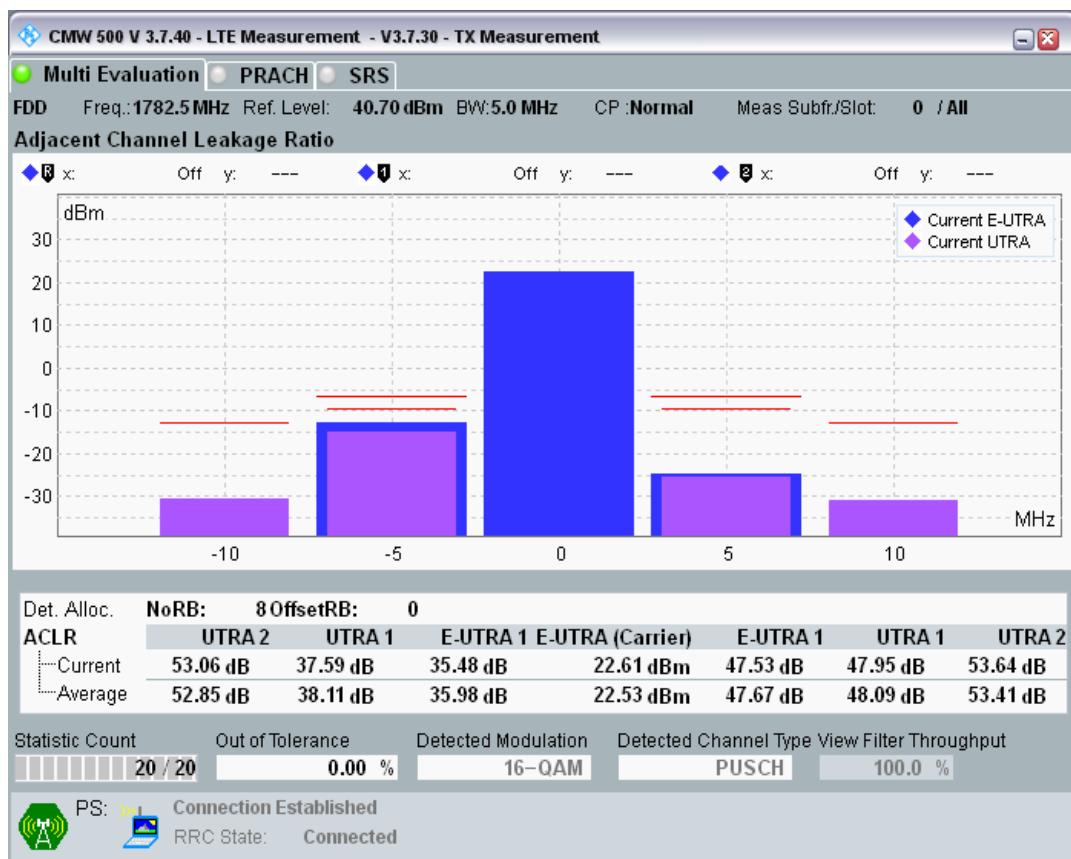 CMW 500 V 3.7.40 - LTE Measurement - V3.7.30 - TX Measurement
Multi Evaluation PRACH SRS
FDD Freq.: 1782.5 MHz Ref. Level: 40.70 dBm BW: 5.0 MHz CP : Normal Meas Subfr./Slot: 0 / All
Adjacent Channel Leakage Ratio
R x: Off y: --- 1 x: Off y: --- 2 x: Off y: ---
dBm
Current E-UTRA
Current UTRA
30
20
10
0
-10
-20
-30
MHz
-10 -5 0 5 10
Det. Alloc. NoRB: 8 OffsetRB: 0
ACLR UTRA 2 UTRA 1 E-UTRA 1 E-UTRA (Carrier) E-UTRA 1 UTRA 1 UTRA 2
Current 53.06 dB 37.59 dB 35.48 dB 22.61 dBm 47.53 dB 47.95 dB 53.64 dB
Average 52.85 dB 38.11 dB 35.98 dB 22.53 dBm 47.67 dB 48.09 dB 53.41 dB
Statistic Count Out of Tolerance Detected Modulation Detected Channel Type View Filter Throughput
20 / 20 0.00 % 16-QAM PUSCH 100.0 %
PS: Connection Established
RRC State: Connected